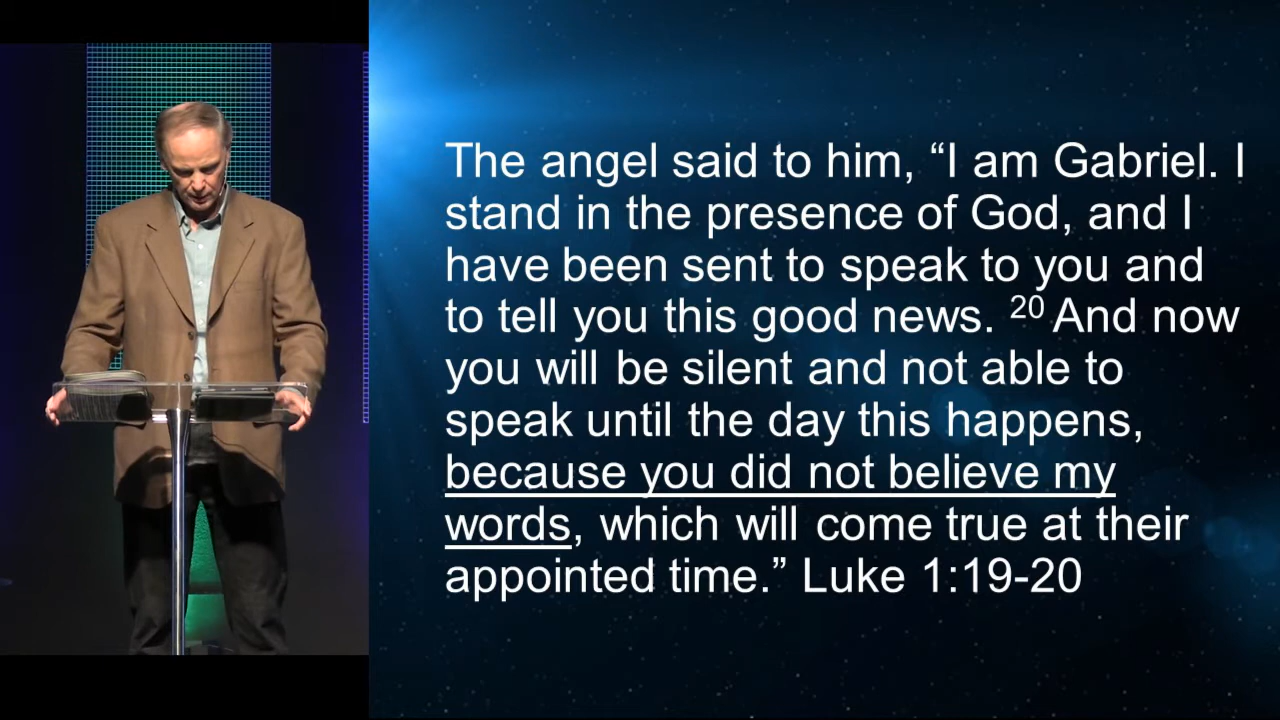 The angel said to him, “I am Gabriel. I
stand in the presence of God, and I
have been sent to speak to you and
to tell you this good news. 20 And now
you will be silent and not able to
speak until the day this happens,
because you did not believe my
words, which will come true at their
appointed time.” Luke 1:19-20